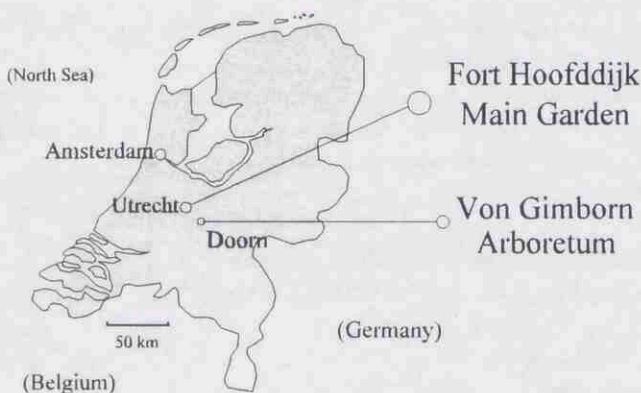 (North Sea)
Fort Hoofddijk
Main Garden
Amsterdam
Utrecht
Doorn
Von Gimborn
Arboretum
50 km
(Germany)
(Belgium)